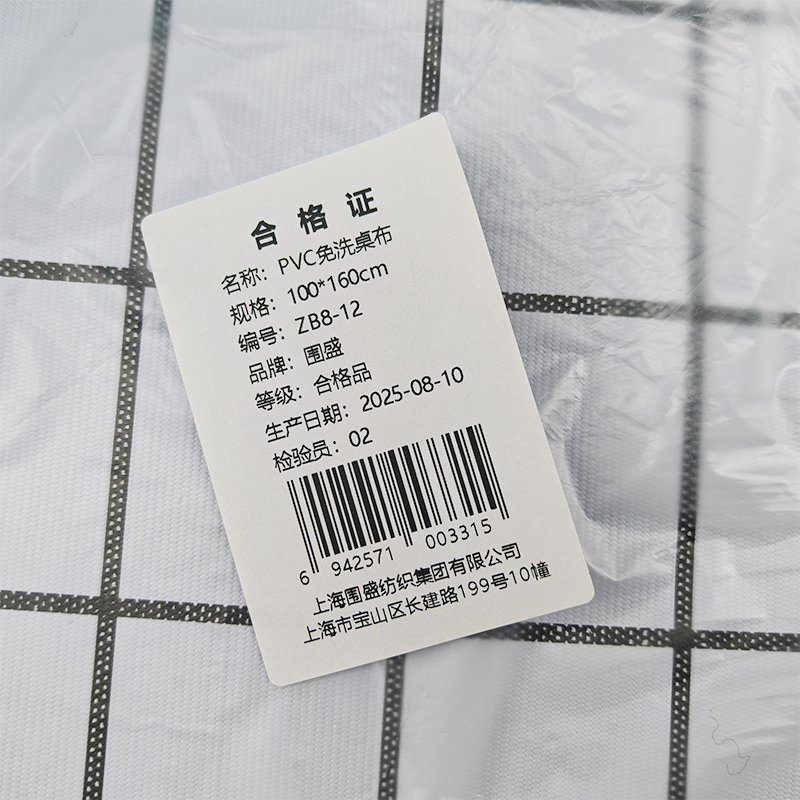 合格证
名称：PVC免洗桌布
规格：100*160cm
编号：ZB8-12
品牌：围盛
等级：合格品
生产日期：2025-08-10
检验员：02
6 942571 003315
上海围盛纺织集团有限公司
上海市宝山区长建路199号10幢